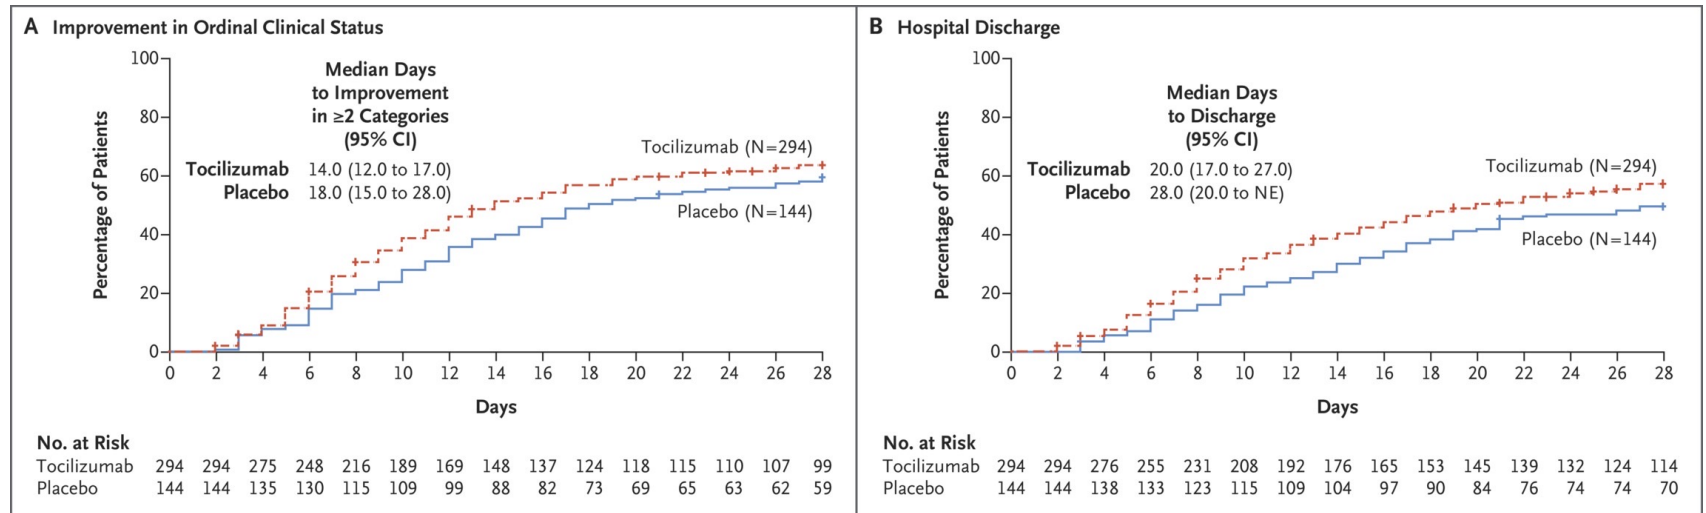 A Improvement in Ordinal Clinical Status
100
80
60
40
20
0
Percentage of Patients
Median Days
to Improvement
in ≥2 Categories
(95% CI)
Tocilizumab 14.0 (12.0 to 17.0)
Placebo 18.0 (15.0 to 28.0)
Tocilizumab (N=294)
Placebo (N=144)
0 2 4 6 8 10 12 14 16 18 20 22 24 26 28
Days
No. at Risk
Tocilizumab 294 294 275 248 216 189 169 148 137 124 118 115 110 107 99
Placebo 144 144 135 130 115 109 99 88 82 73 69 65 63 62 59
B Hospital Discharge
100
80
60
40
20
0
Percentage of Patients
Median Days
to Discharge
(95% CI)
Tocilizumab 20.0 (17.0 to 27.0)
Placebo 28.0 (20.0 to NE)
Tocilizumab (N=294)
Placebo (N=144)
0 2 4 6 8 10 12 14 16 18 20 22 24 26 28
Days
No. at Risk
Tocilizumab 294 294 276 255 231 208 192 176 165 153 145 139 132 124 114
Placebo 144 144 138 133 123 115 109 104 97 90 84 76 74 74 70